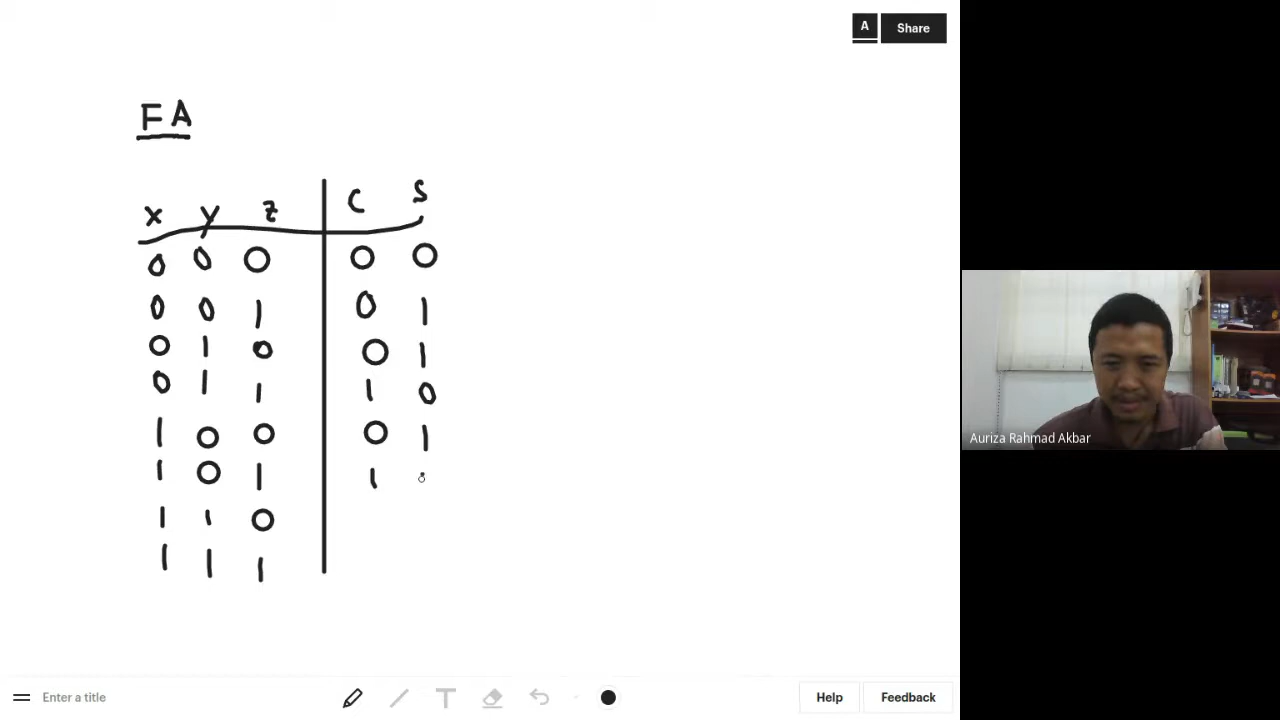 A Share
FA
x y z C S
0 0 0 0 0
0 0 1 0 1
0 1 0 0 1
0 1 1 1 0
1 0 0 0 1
1 0 1 1
1 1 0
1 1 1
Auriza Rahmad Akbar
Enter a title T Help Feedback